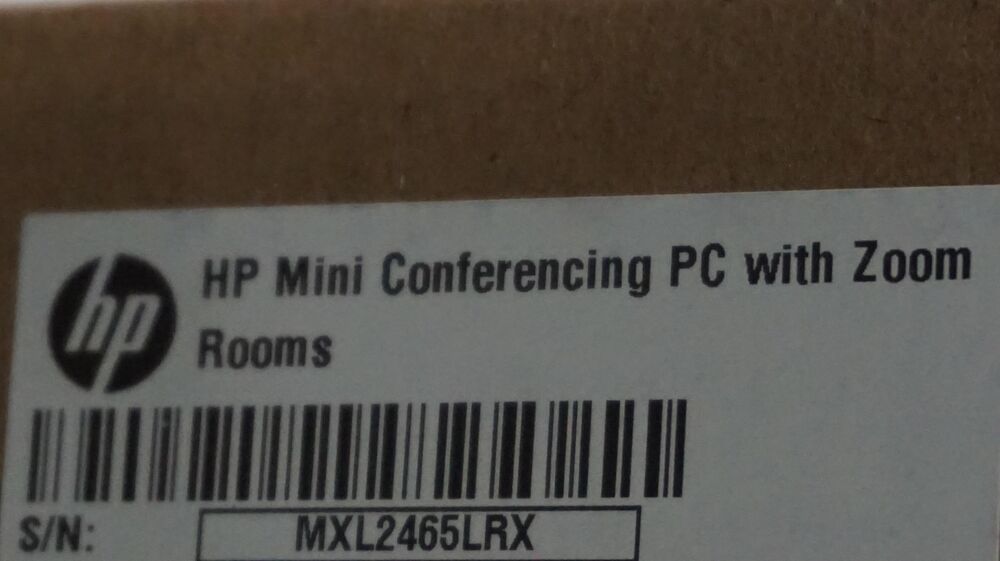 hp
HP Mini Conferencing PC with Zoom
Rooms
S/N:
MXL2465LRX